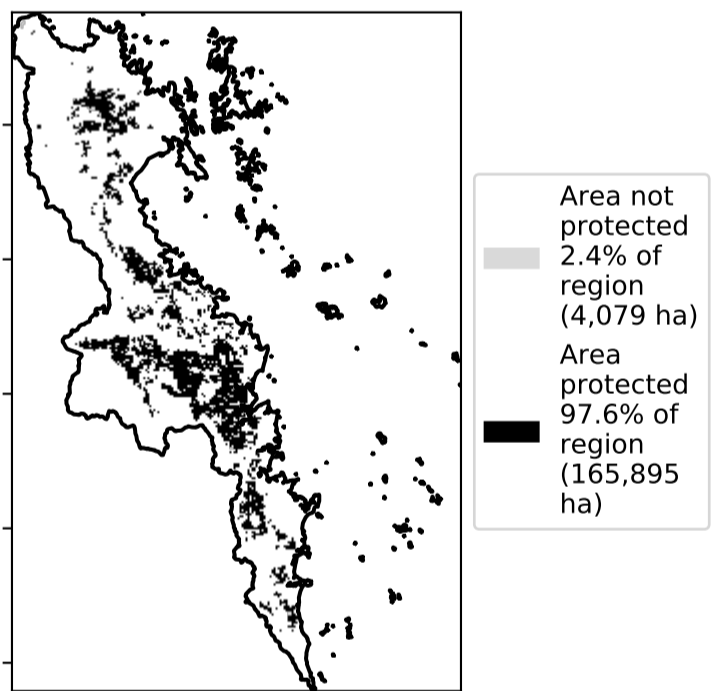 Area not
protected
2.4% of
region
(4,079 ha)
Area
protected
97.6% of
region
(165,895
ha)